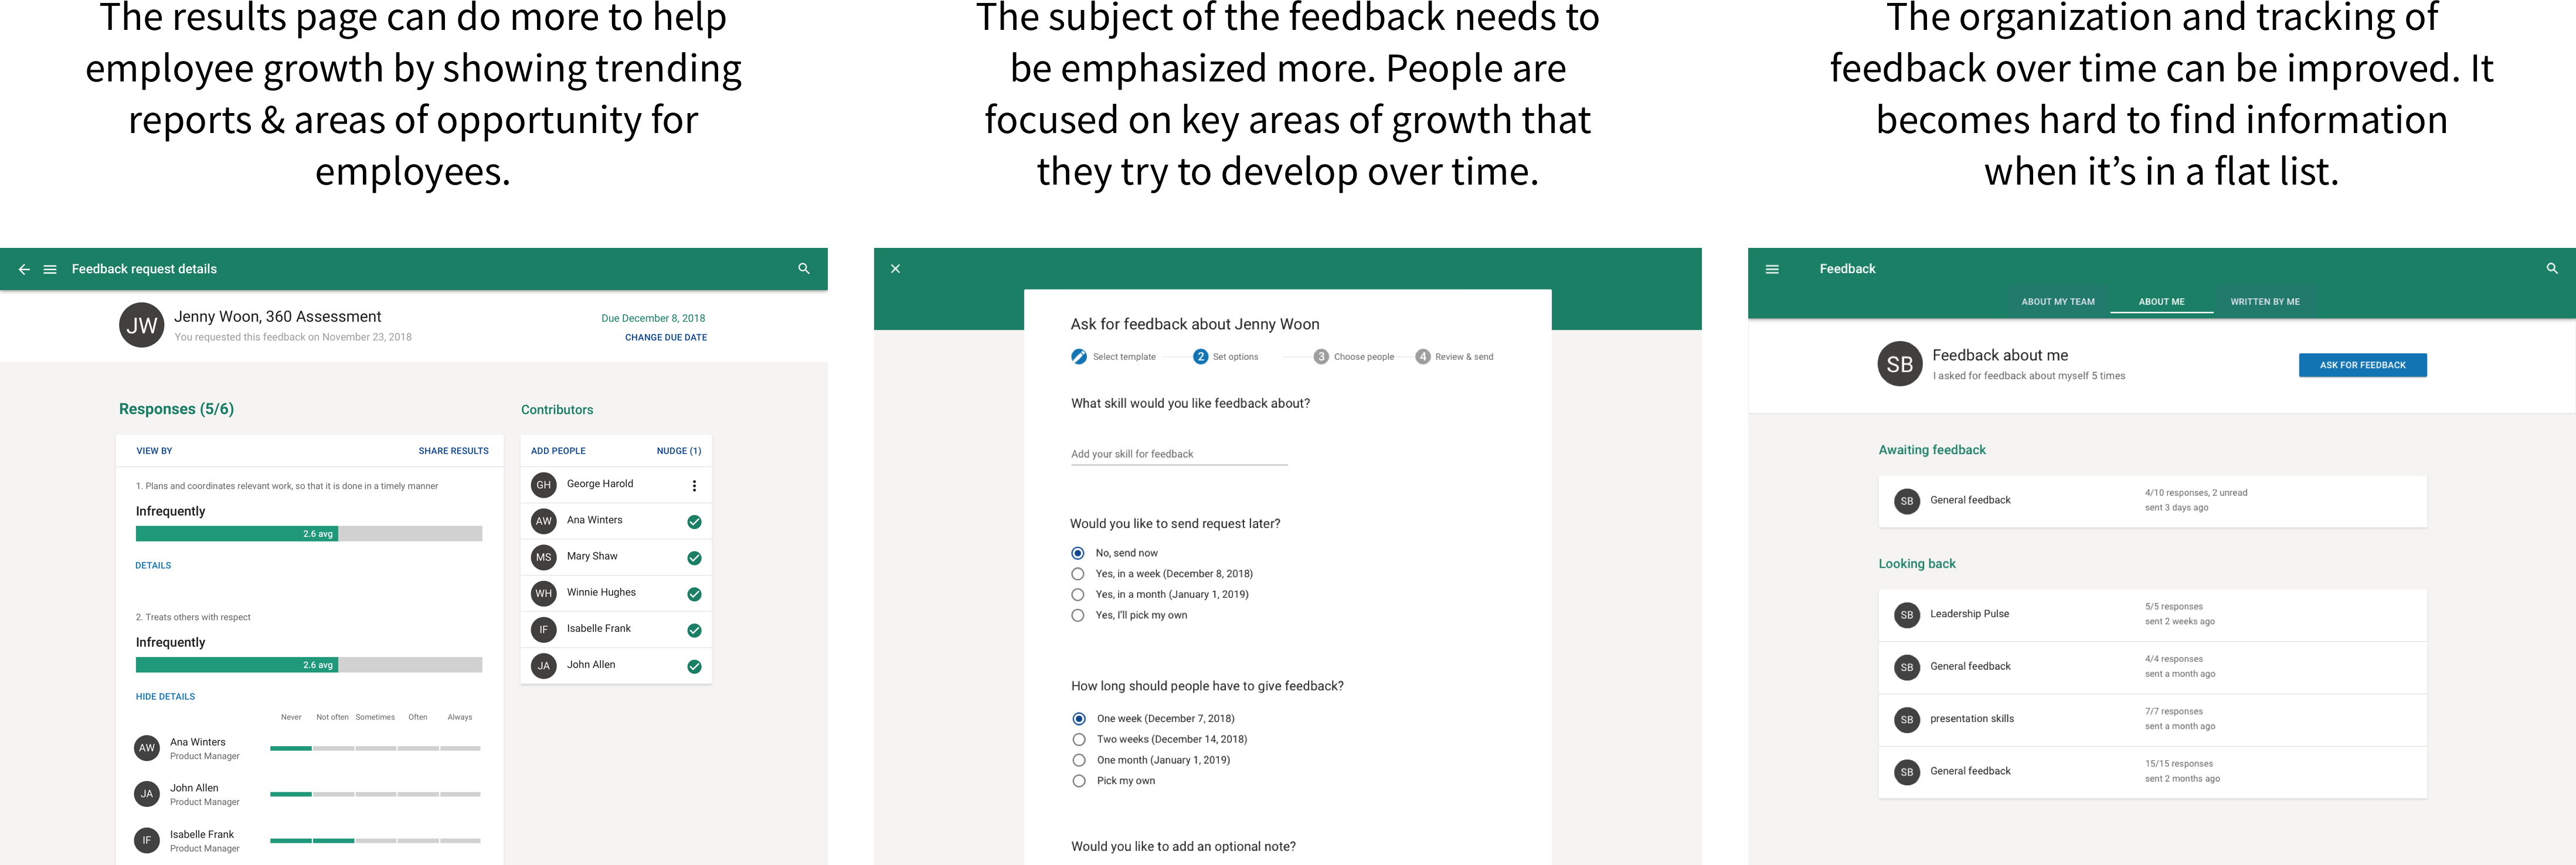 The results page can do more to help
employee growth by showing trending
reports & areas of opportunity for
employees.
The subject of the feedback needs to
be emphasized more. People are
focused on key areas of growth that
they try to develop over time.
The organization and tracking of
feedback over time can be improved. It
becomes hard to find information
when it’s in a flat list.
Feedback request details
JW
Jenny Woon, 360 Assessment
You requested this feedback on November 23, 2018
Due December 8, 2018
CHANGE DUE DATE
Responses (5/6)
VIEW BY SHARE RESULTS
1. Plans and coordinates relevant work, so that it is done in a timely manner
Infrequently
2.6 avg
DETAILS
2. Treats others with respect
Infrequently
2.6 avg
HIDE DETAILS
Never Not often Sometimes Often Always
AW Ana Winters
Product Manager
JA John Allen
Product Manager
IF Isabelle Frank
Product Manager
Contributors
ADD PEOPLE NUDGE (1)
GH George Harold
AW Ana Winters
MS Mary Shaw
WH Winnie Hughes
IF Isabelle Frank
JA John Allen
Ask for feedback about Jenny Woon
Select template 2 Set options 3 Choose people 4 Review & send
What skill would you like feedback about?
Add your skill for feedback
Would you like to send request later?
No, send now
Yes, in a week (December 8, 2018)
Yes, in a month (January 1, 2019)
Yes, I’ll pick my own
How long should people have to give feedback?
One week (December 7, 2018)
Two weeks (December 14, 2018)
One month (January 1, 2019)
Pick my own
Would you like to add an optional note?
Feedback
ABOUT MY TEAM ABOUT ME WRITTEN BY ME
SB
Feedback about me
I asked for feedback about myself 5 times
ASK FOR FEEDBACK
Awaiting feedback
SB General feedback
4/10 responses, 2 unread
sent 3 days ago
Looking back
SB Leadership Pulse
5/5 responses
sent 2 weeks ago
SB General feedback
4/4 responses
sent a month ago
SB presentation skills
7/7 responses
sent a month ago
SB General feedback
15/15 responses
sent 2 months ago